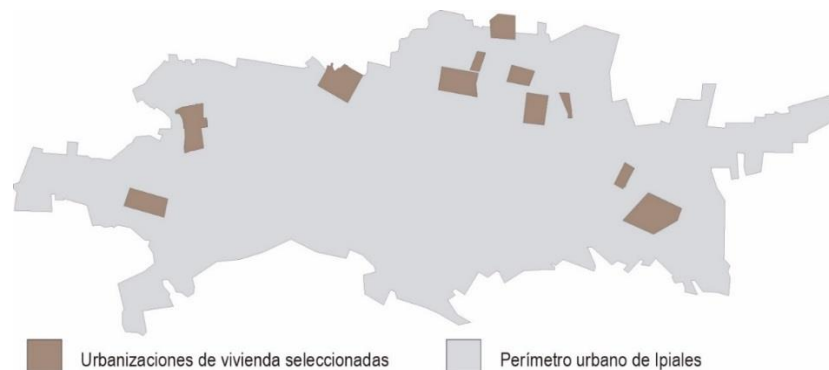 Urbanizaciones de vivienda seleccionadas
Perímetro urbano de Ipiales